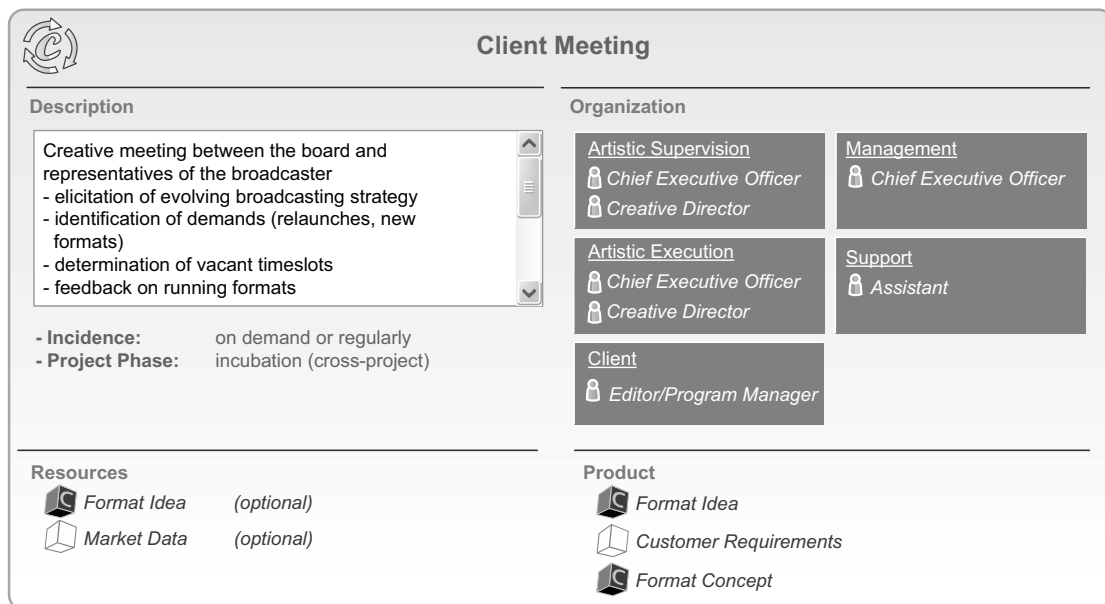 Client Meeting
Description
Creative meeting between the board and
representatives of the broadcaster
- elicitation of evolving broadcasting strategy
- identification of demands (relaunches, new
formats)
- determination of vacant timeslots
- feedback on running formats
- Incidence: on demand or regularly
- Project Phase: incubation (cross-project)
Organization
Artistic Supervision
Chief Executive Officer
Creative Director
Management
Chief Executive Officer
Artistic Execution
Chief Executive Officer
Creative Director
Support
Assistant
Client
Editor/Program Manager
Resources
C Format Idea (optional)
Market Data (optional)
Product
C Format Idea
Customer Requirements
C Format Concept